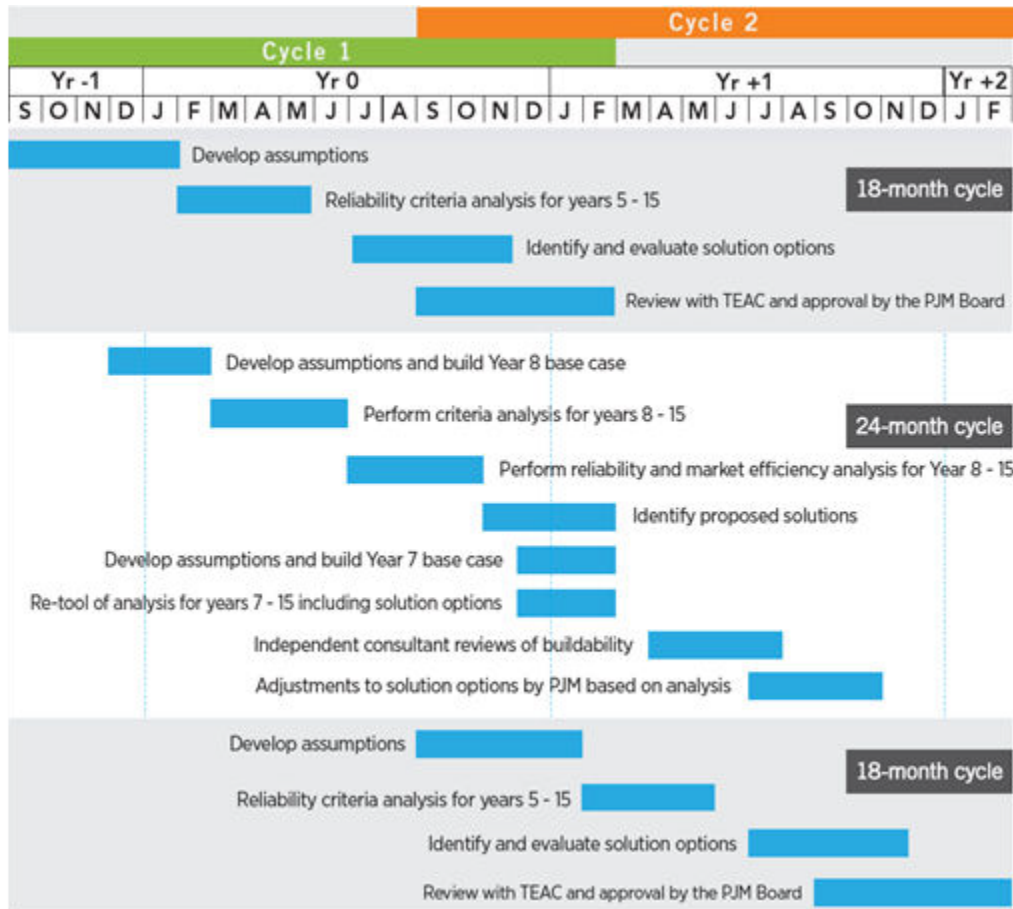 Cycle 2
Cycle 1
Yr -1 Yr 0 Yr +1 Yr +2
S O N D J F M A M J J A S O N D J F M A M J J A S O N D J F
Develop assumptions
18-month cycle
Reliability criteria analysis for years 5 - 15
Identify and evaluate solution options
Review with TEAC and approval by the PJM Board
Develop assumptions and build Year 8 base case
Perform criteria analysis for years 8 - 15
24-month cycle
Perform reliability and market efficiency analysis for Year 8 - 15
Identify proposed solutions
Develop assumptions and build Year 7 base case
Re-tool of analysis for years 7 - 15 including solution options
Independent consultant reviews of buildability
Adjustments to solution options by PJM based on analysis
Develop assumptions
18-month cycle
Reliability criteria analysis for years 5 - 15
Identify and evaluate solution options
Review with TEAC and approval by the PJM Board